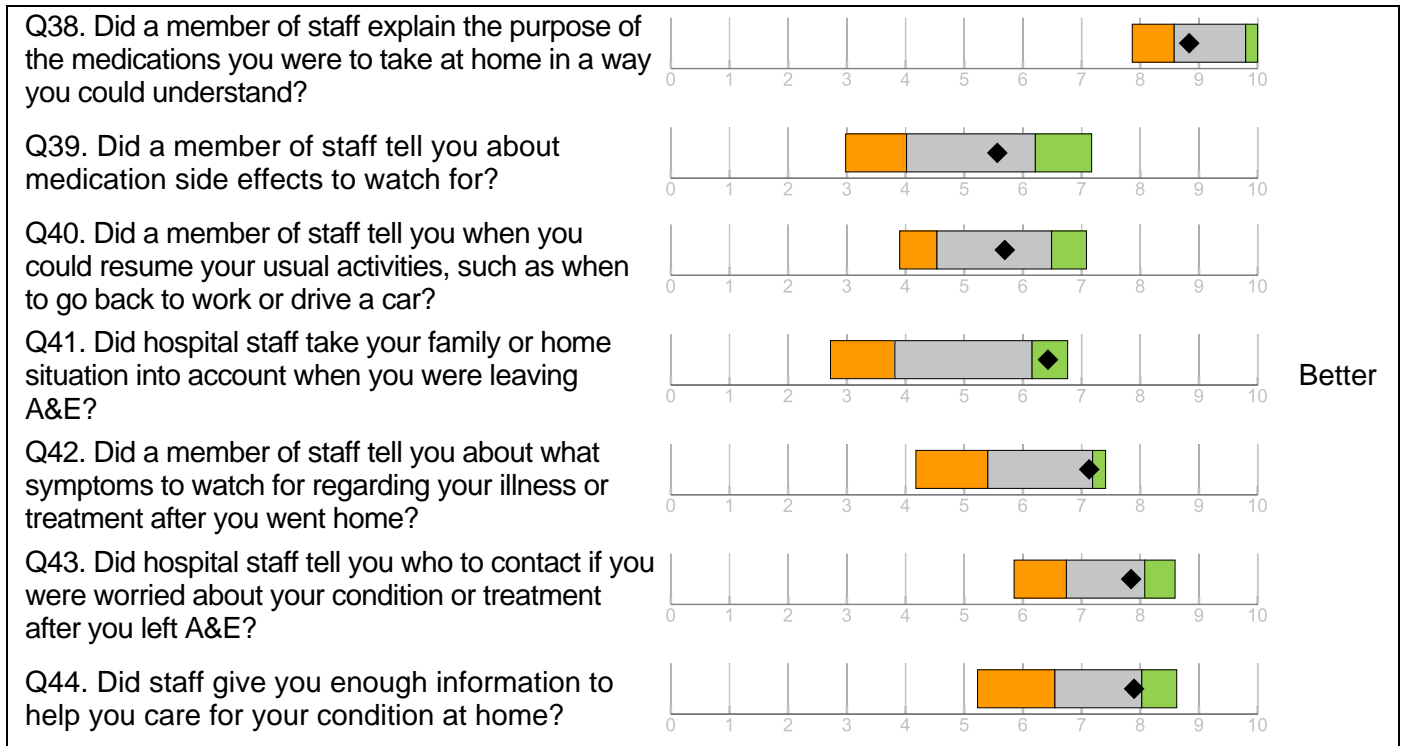 Q38. Did a member of staff explain the purpose of
the medications you were to take at home in a way
you could understand?
0 1 2 3 4 5 6 7 8 9 10
Q39. Did a member of staff tell you about
medication side effects to watch for?
0 1 2 3 4 5 6 7 8 9 10
Q40. Did a member of staff tell you when you
could resume your usual activities, such as when
to go back to work or drive a car?
0 1 2 3 4 5 6 7 8 9 10
Q41. Did hospital staff take your family or home
situation into account when you were leaving
A&E?
0 1 2 3 4 5 6 7 8 9 10
Better
Q42. Did a member of staff tell you about what
symptoms to watch for regarding your illness or
treatment after you went home?
0 1 2 3 4 5 6 7 8 9 10
Q43. Did hospital staff tell you who to contact if you
were worried about your condition or treatment
after you left A&E?
0 1 2 3 4 5 6 7 8 9 10
Q44. Did staff give you enough information to
help you care for your condition at home?
0 1 2 3 4 5 6 7 8 9 10